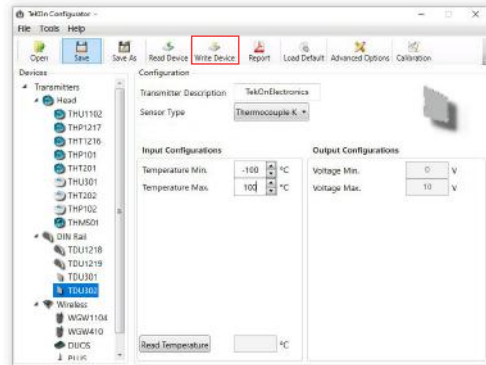 TekOn Configurator -
File Tools Help
Open Save Save As Read Device Write Device Report Load Default Advanced Options Calibration
Devices
Transmitters
Head
THU1102
THP1217
THT1216
THP101
THT201
THU301
THT202
THP102
THM501
DIN Rail
TDU1218
TDU1219
TDU301
TDU302
Wireless
WGW1104
WGW410
DUOS
PLUS
Configuration
Transmitter Description TekOnElectronics
Sensor Type Thermocouple K
Input Configurations
Temperature Min. -100 °C
Temperature Max. 100 °C
Read Temperature °C
Output Configurations
Voltage Min. 0 V
Voltage Max. 10 V